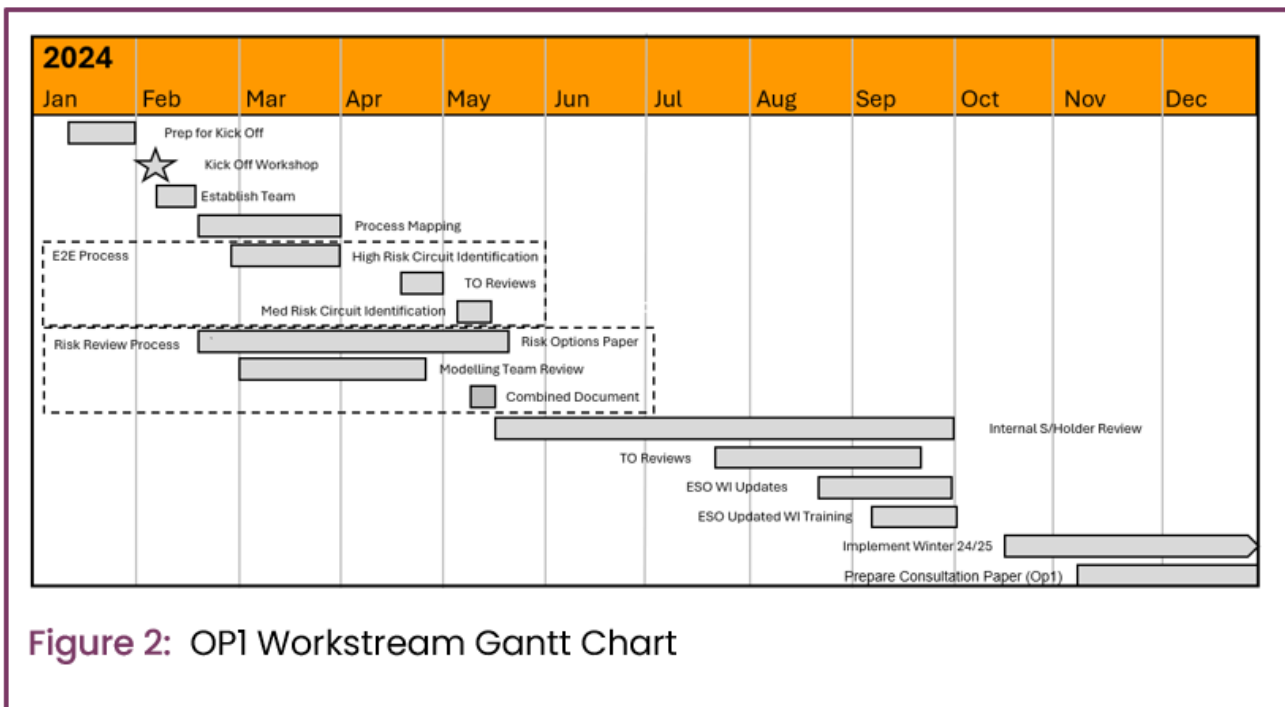 2024
Jan Feb Mar Apr May Jun Jul Aug Sep Oct Nov Dec
Prep for Kick Off
Kick Off Workshop
Establish Team
Process Mapping
E2E Process High Risk Circuit Identification
TO Reviews
Med Risk Circuit Identification
Risk Review Process Risk Options Paper
Modelling Team Review
Combined Document
Internal S/Holder Review
TO Reviews
ESO WI Updates
ESO Updated WI Training
Implement Winter 24/25
Prepare Consultation Paper (Op1)
Figure 2: OP1 Workstream Gantt Chart